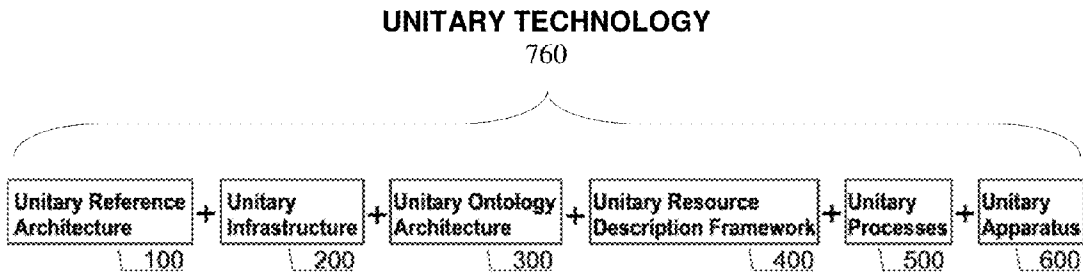 UNITARY TECHNOLOGY
760
Unitary Reference Architecture + Unitary Infrastructure + Unitary Ontology Architecture + Unitary Resource Description Framework + Unitary Processes + Unitary Apparatus
100 200 300 400 500 600